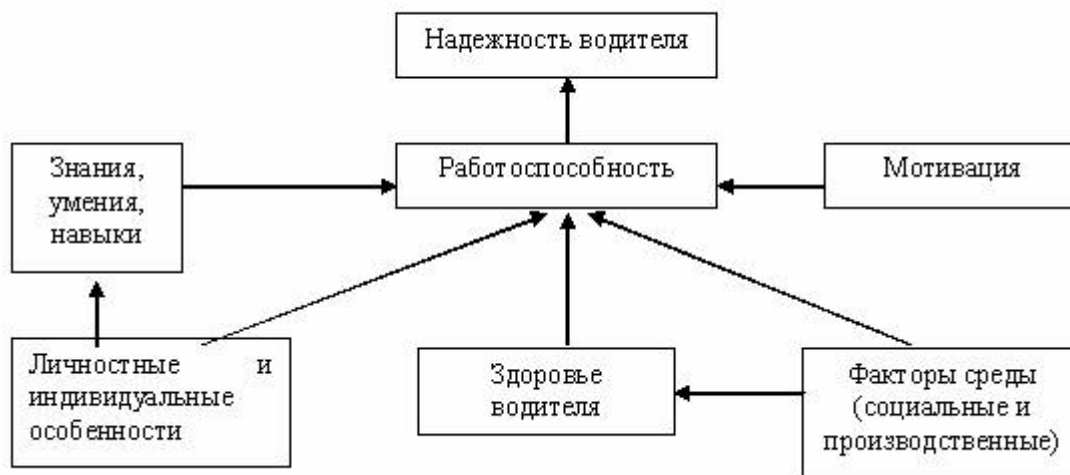 Надежность водителя
Знания,
умения,
навыки
Работоспособность
Мотивация
Личностные и
индивидуальные
особенности
Здоровье
водителя
Факторы среды
(социальные и
производственные)